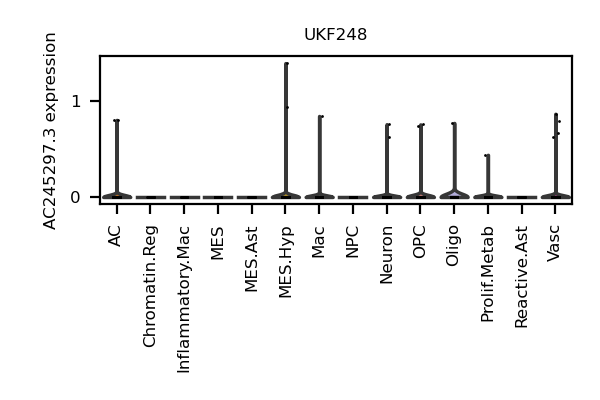 UKF248
AC245297.3 expression
1
0
AC
Chromatin.Reg
Inflammatory.Mac
MES
MES.Ast
MES.Hyp
Mac
NPC
Neuron
OPC
Oligo
Prolif.Metab
Reactive.Ast
Vasc